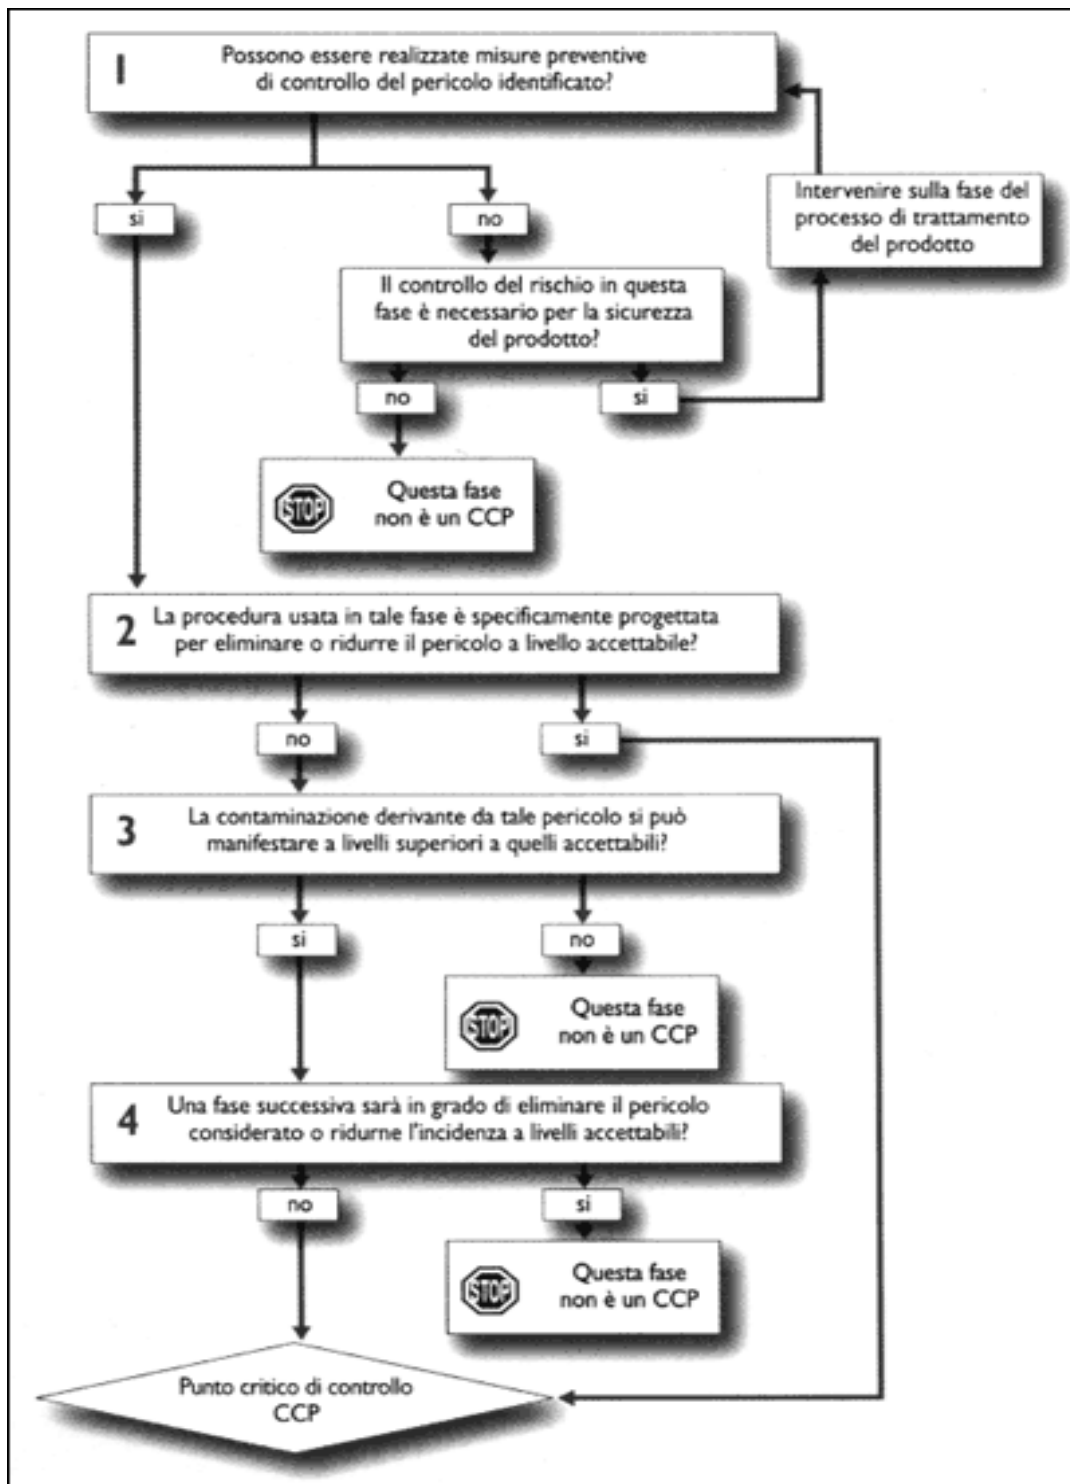 1
Possono essere realizzate misure preventive
di controllo del pericolo identificato?
si
no
Intervenire sulla fase del
processo di trattamento
del prodotto
Il controllo del rischio in questa
fase è necessario per la sicurezza
del prodotto?
no
si
STOP
Questa fase
non è un CCP
2
La procedura usata in tale fase è specificamente progettata
per eliminare o ridurre il pericolo a livello accettabile?
no
si
3
La contaminazione derivante da tale pericolo si può
manifestare a livelli superiori a quelli accettabili?
si
no
STOP
Questa fase
non è un CCP
4
Una fase successiva sarà in grado di eliminare il pericolo
considerato o ridurne l'incidenza a livelli accettabili?
no
si
STOP
Questa fase
non è un CCP
Punto critico di controllo
CCP